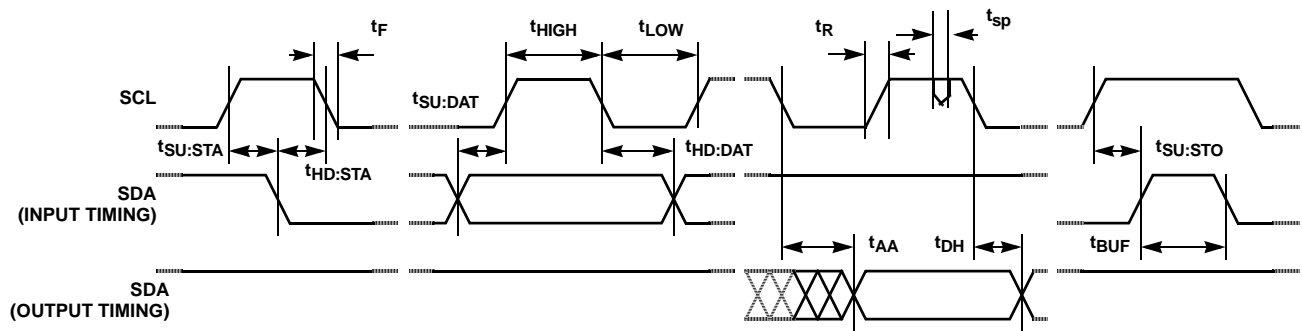 tF
tHIGH
tLOW
tR
tsp
SCL
tSU:DAT
tSU:STA
tHD:STA
tHD:DAT
tSU:STO
SDA
(INPUT TIMING)
tAA
tDH
tBUF
SDA
(OUTPUT TIMING)